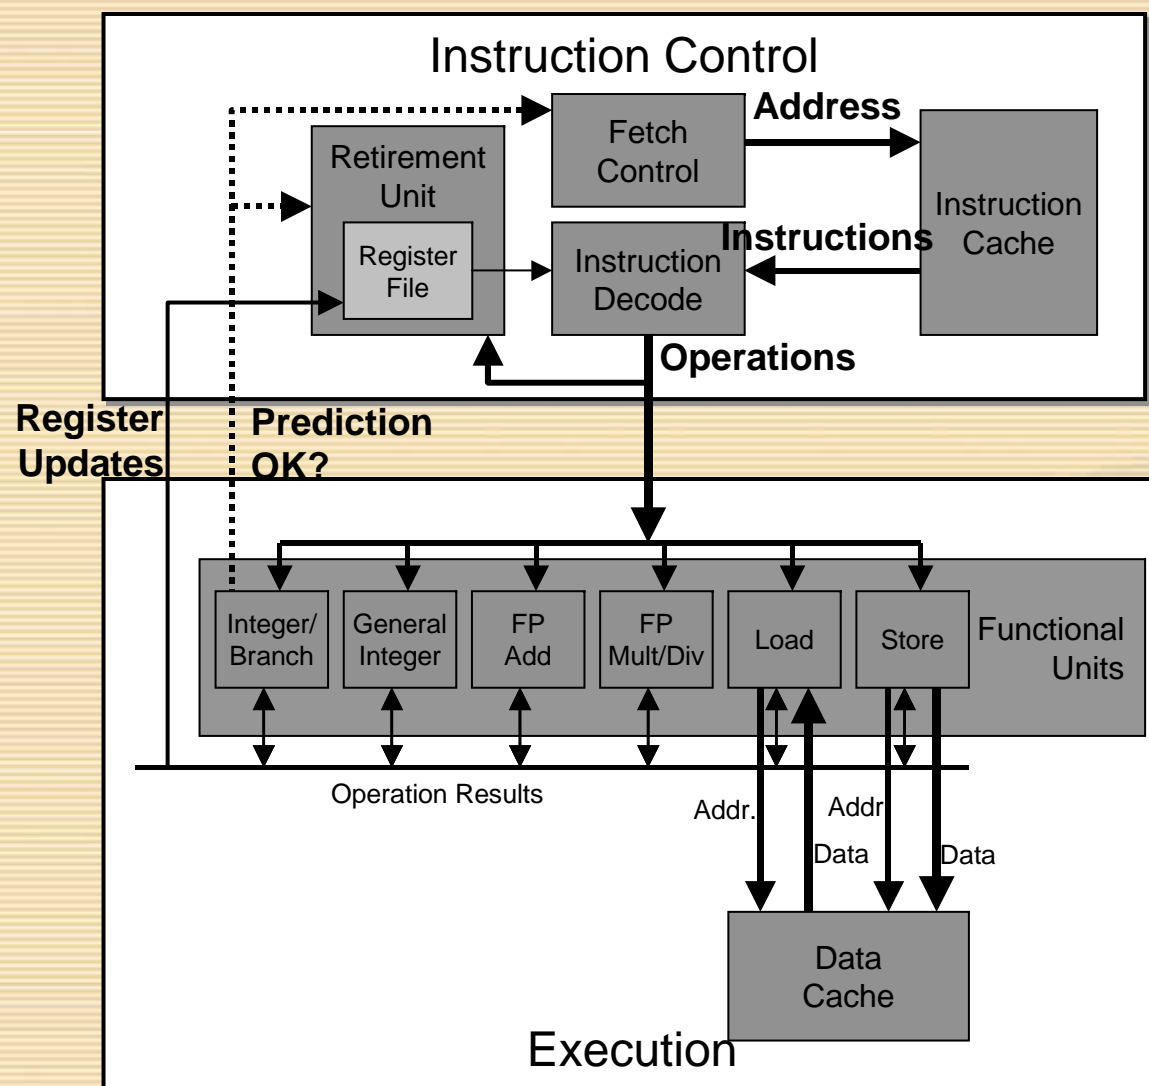 Instruction Control
Address
Fetch
Control
Retirement
Unit
Instruction
Cache
Instructions
Register
File
Instruction
Decode
Operations
Register
Updates
Prediction
OK?
Integer/
Branch
General
Integer
FP
Add
FP
Mult/Div
Load
Store
Functional
Units
Operation Results
Addr.
Addr
Data
Data
Data
Cache
Execution